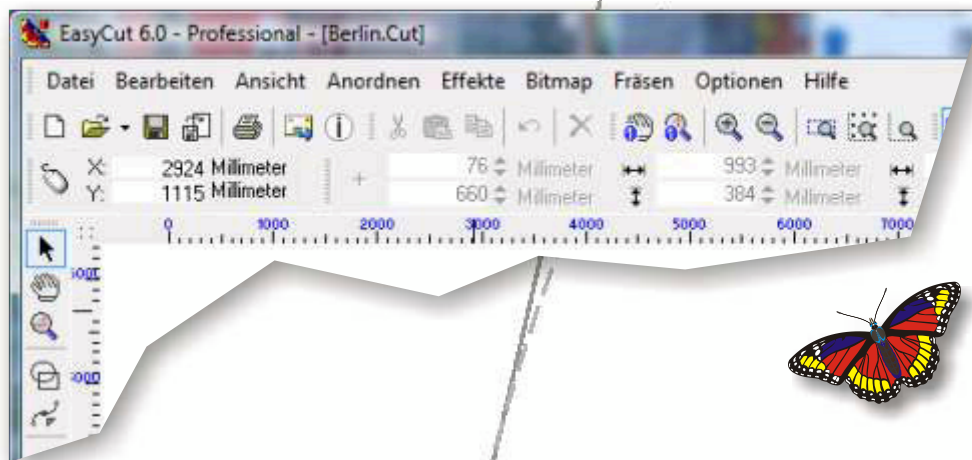 EasyCut 6.0 - Professional - [Berlin.Cut]
Datei Bearbeiten Ansicht Anordnen Effekte Bitmap Fräsen Optionen Hilfe
X: 2924 Millimeter 76 Millimeter 993 Millimeter
Y: 1115 Millimeter 660 Millimeter 384 Millimeter
0 1000 2000 3000 4000 5000 6000 7000